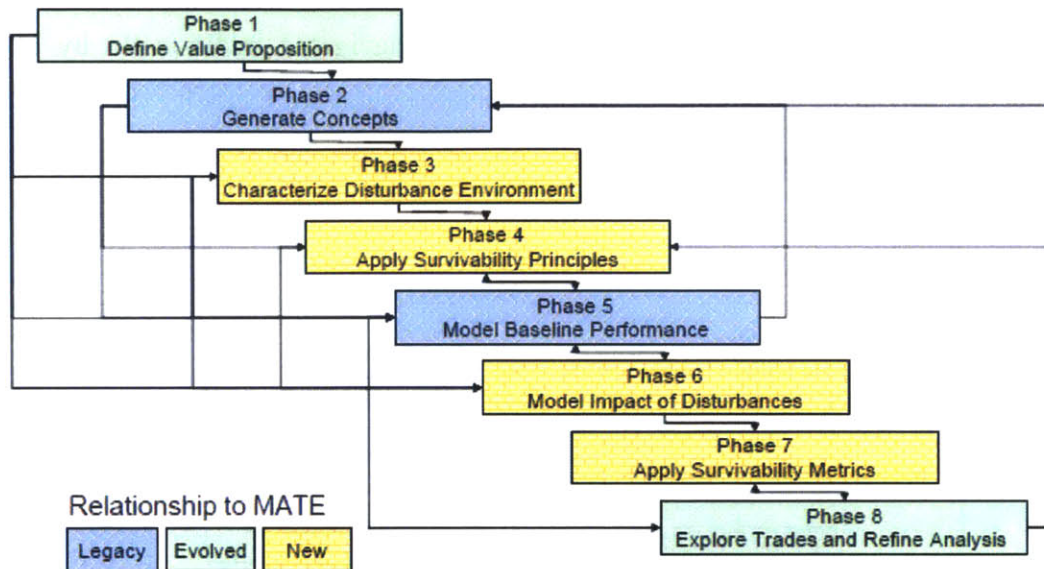 Phase 1
Define Value Proposition
Phase 2
Generate Concepts
Phase 3
Characterize Disturbance Environment
Phase 4
Apply Survivability Principles
Phase 5
Model Baseline Performance
Phase 6
Model Impact of Disturbances
Phase 7
Apply Survivability Metrics
Phase 8
Explore Trades and Refine Analysis
Relationship to MATE
Legacy Evolved New